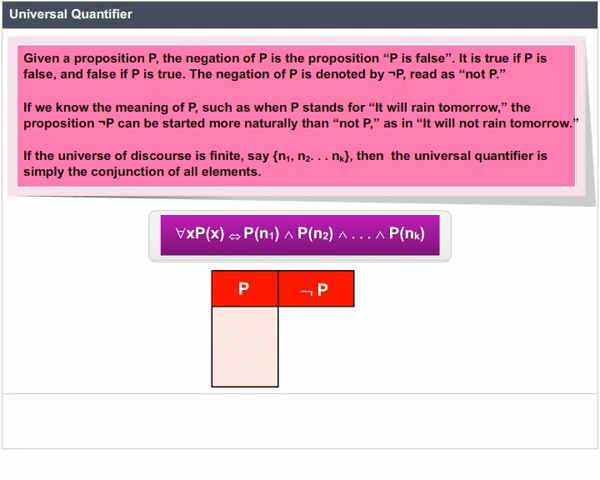 Universal Quantifier
Given a proposition P, the negation of P is the proposition “P is false”. It is true if P is
false, and false if P is true. The negation of P is denoted by ¬P, read as “not P.”
If we know the meaning of P, such as when P stands for “It will rain tomorrow,” the
proposition ¬P can be started more naturally than “not P,” as in “It will not rain tomorrow.”
If the universe of discourse is finite, say {n₁, n₂. . . nₖ}, then the universal quantifier is
simply the conjunction of all elements.
∀xP(x) ⇔ P(n₁) ∧ P(n₂) ∧ . . . ∧ P(nₖ)
P ¬ P